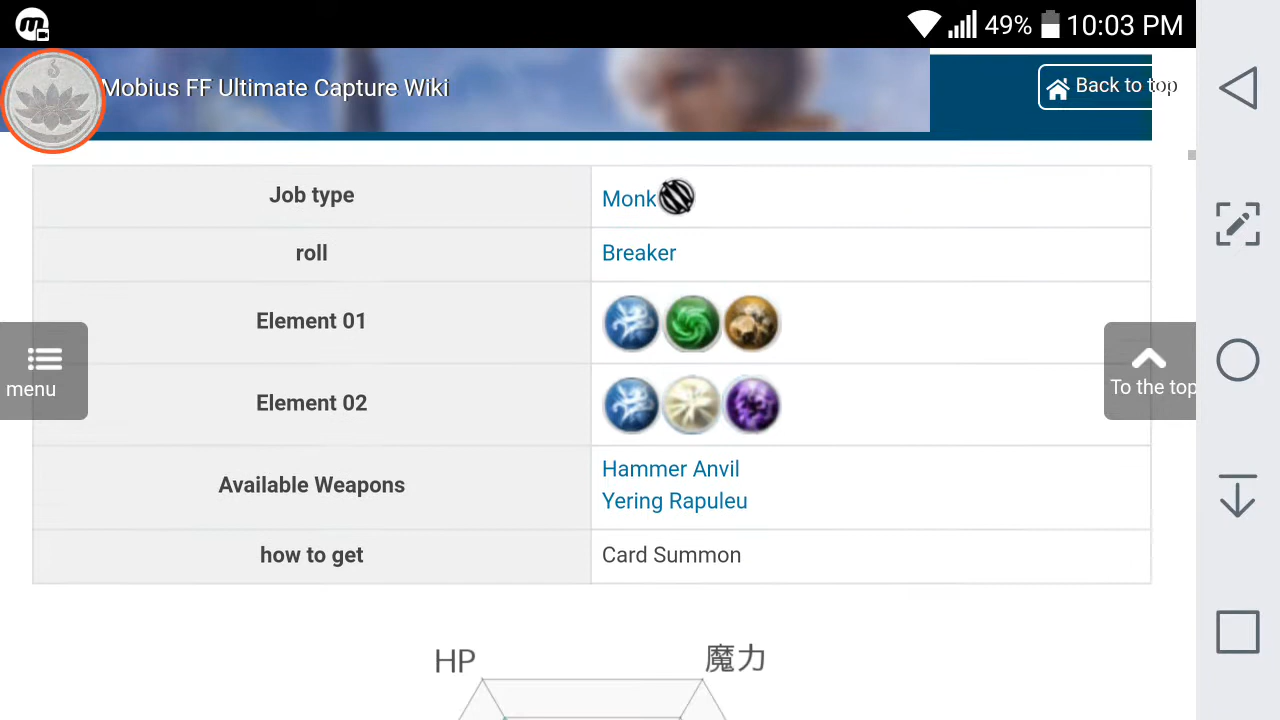 49% 10:03 PM
Mobius FF Ultimate Capture Wiki
Back to top
Job type Monk
roll Breaker
Element 01
menu
To the top
Element 02
Available Weapons Hammer Anvil
Yering Rapuleu
how to get Card Summon
HP 魔力